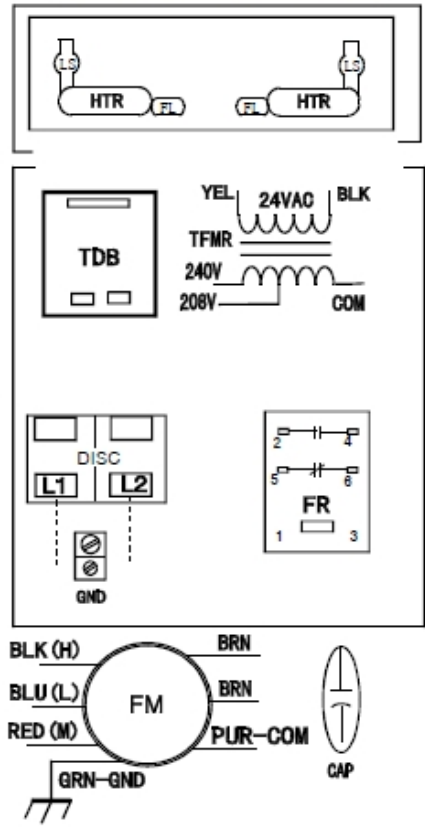 LS LS
HTR FL FL HTR
YEL 24VAC BLK
TFMR
TDB
240V
208V COM
2 4
DISC
5 6
L1 L2
FR
1 3
GND
BLK (H) BRN
BLU (L) BRN
FM
RED (M) PUR-COM
GRN-GND
CAP